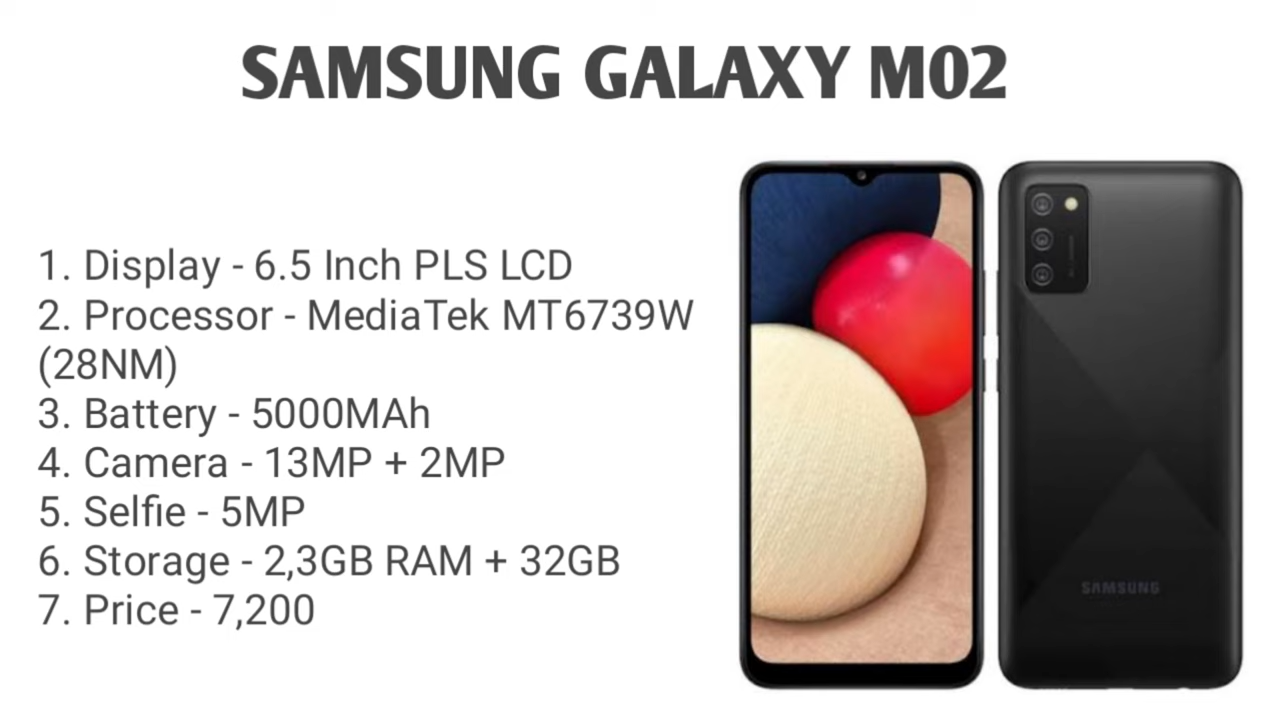 SAMSUNG GALAXY M02
1. Display - 6.5 Inch PLS LCD
2. Processor - MediaTek MT6739W
(28NM)
3. Battery - 5000MAh
4. Camera - 13MP + 2MP
5. Selfie - 5MP
6. Storage - 2,3GB RAM + 32GB
7. Price - 7,200
SAMSUNG